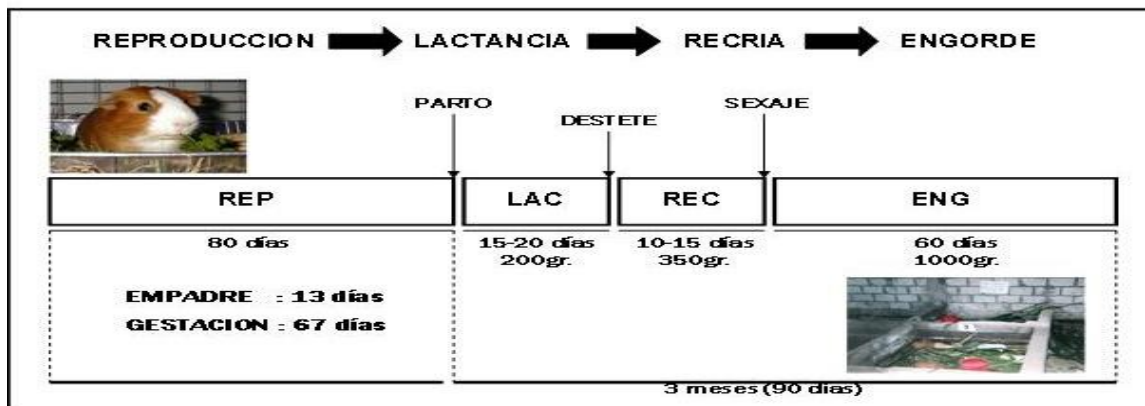 REPRODUCCION LACTANCIA RECRIA ENGORDE
PARTO
DESTETE
SEXAJE
REP LAC REC ENG
80 días 15-20 días 10-15 días 60 días
200gr. 350gr. 1000gr.
EMPADRE : 13 días
GESTACION : 67 días
3 meses (90 dias)